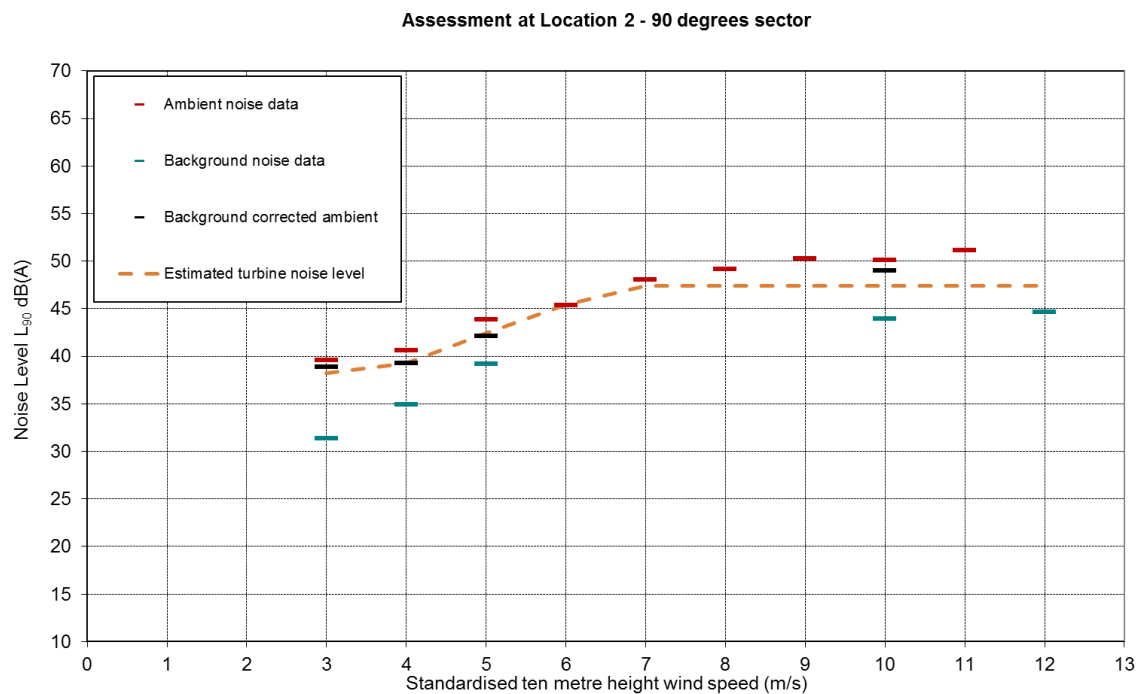 Assessment at Location 2 - 90 degrees sector
Ambient noise data
Background noise data
Background corrected ambient
Estimated turbine noise level
Noise Level L90 dB(A)
70
65
60
55
50
45
40
35
30
25
20
15
10
0 1 2 3 4 5 6 7 8 9 10 11 12 13
Standardised ten metre height wind speed (m/s)